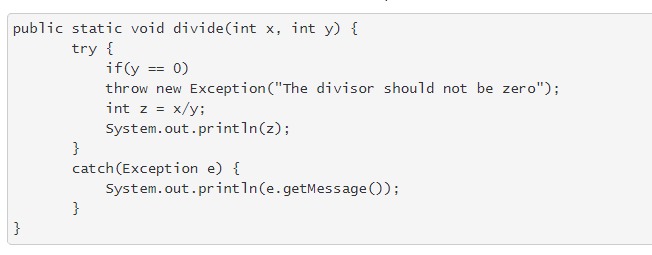 public static void divide(int x, int y) {
try {
if(y == 0)
throw new Exception("The divisor should not be zero");
int z = x/y;
System.out.println(z);
}
catch(Exception e) {
System.out.println(e.getMessage());
}
}